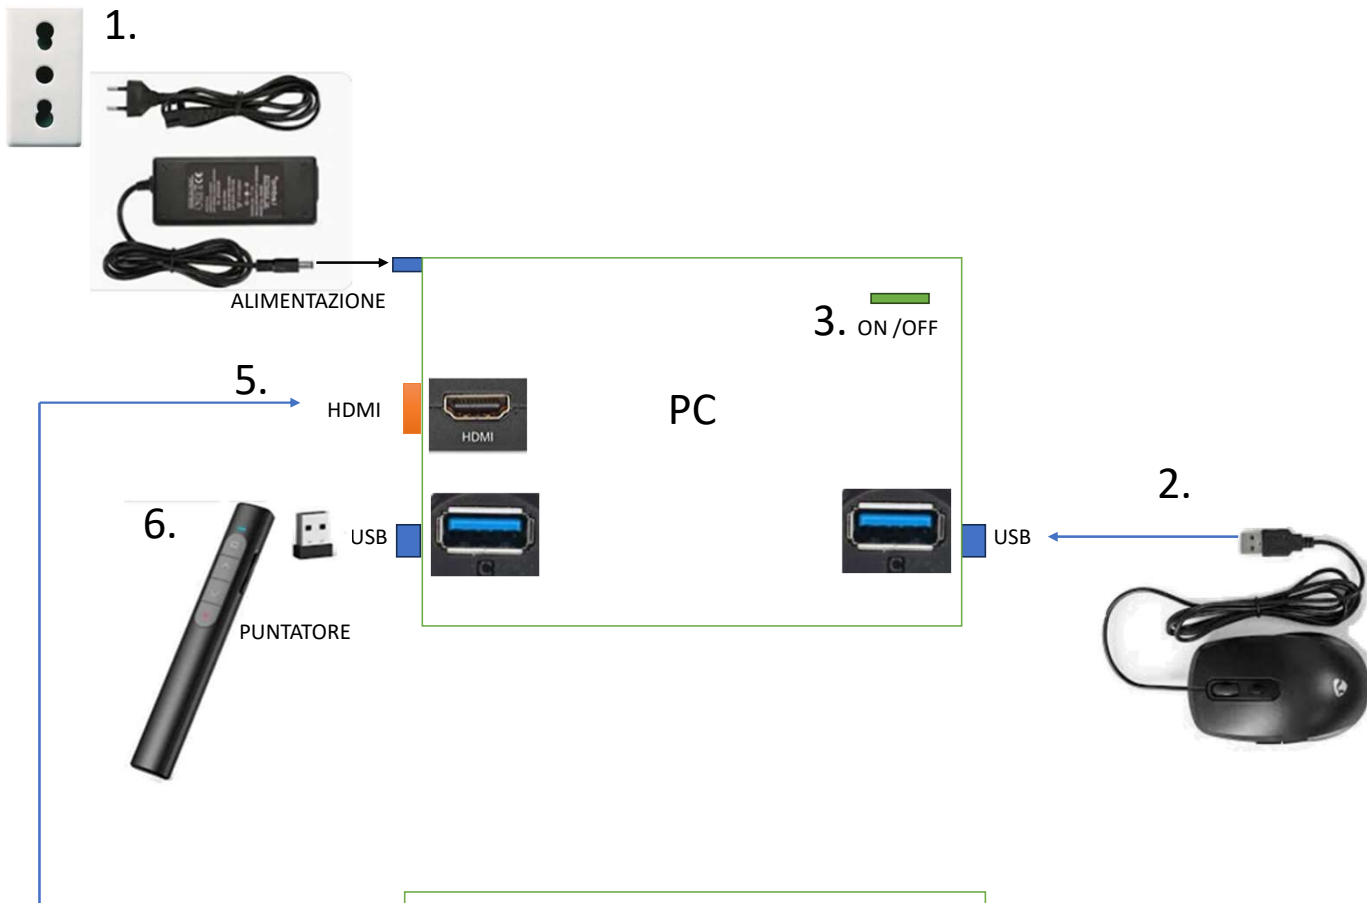 1.
ALIMENTAZIONE
3. ON /OFF
5.
HDMI
HDMI
PC
2.
6.
USB
C
C
USB
PUNTATORE